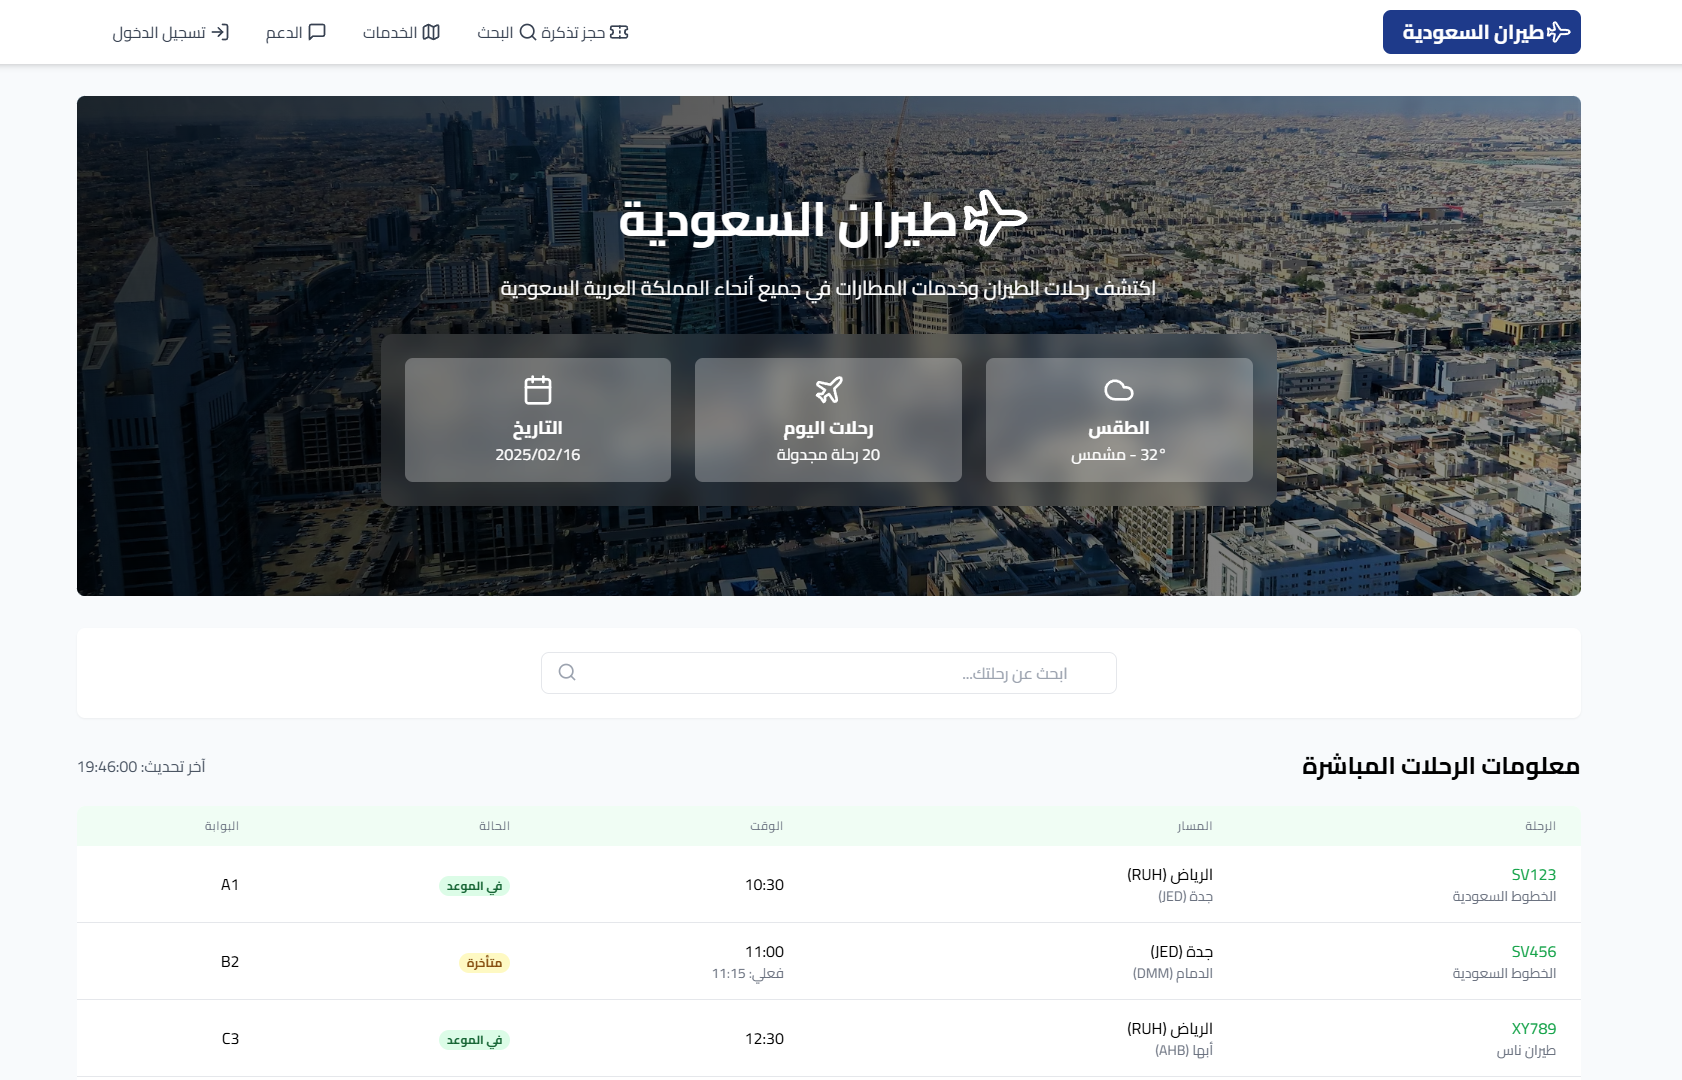 طيران السعودية
حجز تذكرة
البحث
الخدمات
الدعم
تسجيل الدخول
طيران السعودية
اكتشف رحلات الطيران وخدمات المطارات في جميع أنحاء المملكة العربية السعودية
الطقس
32° - مشمس
رحلات اليوم
20 رحلة مجدولة
التاريخ
2025/02/16
ابحث عن رحلتك...
معلومات الرحلات المباشرة
آخر تحديث: 19:46:00
الرحلة المسار الوقت الحالة البوابة
SV123 الرياض (RUH) 10:30 في الموعد A1
الخطوط السعودية جدة (JED)
SV456 جدة (JED) 11:00 متأخرة B2
الخطوط السعودية الدمام (DMM) فعلي: 11:15
XY789 الرياض (RUH) 12:30 في الموعد C3
طيران ناس أبها (AHB)